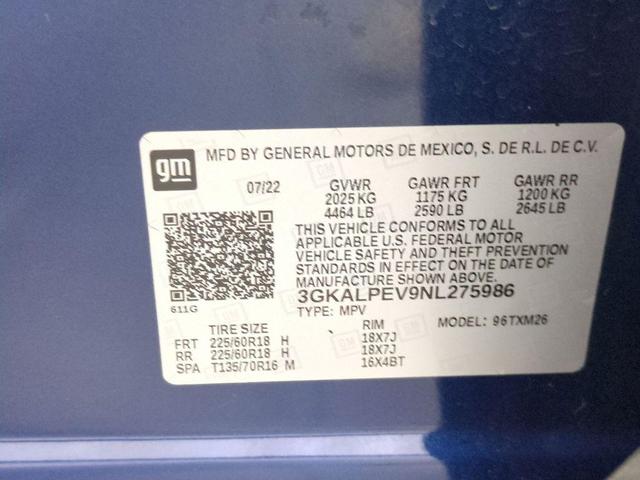 gm
MFD BY GENERAL MOTORS DE MEXICO, S. DE R.L. DE C.V.
07/22 GVWR GAWR FRT GAWR RR
2025 KG 1175 KG 1200 KG
4464 LB 2590 LB 2645 LB
THIS VEHICLE CONFORMS TO ALL
APPLICABLE U.S. FEDERAL MOTOR
VEHICLE SAFETY AND THEFT PREVENTION
STANDARDS IN EFFECT ON THE DATE OF
MANUFACTURE SHOWN ABOVE.
3GKALPEV9NL275986
611G
TYPE: MPV
MODEL: 96TXM26
TIRE SIZE RIM
FRT 225/60R18 H 18X7J
RR 225/60R18 H 18X7J
SPA T135/70R16 M 16X4BT